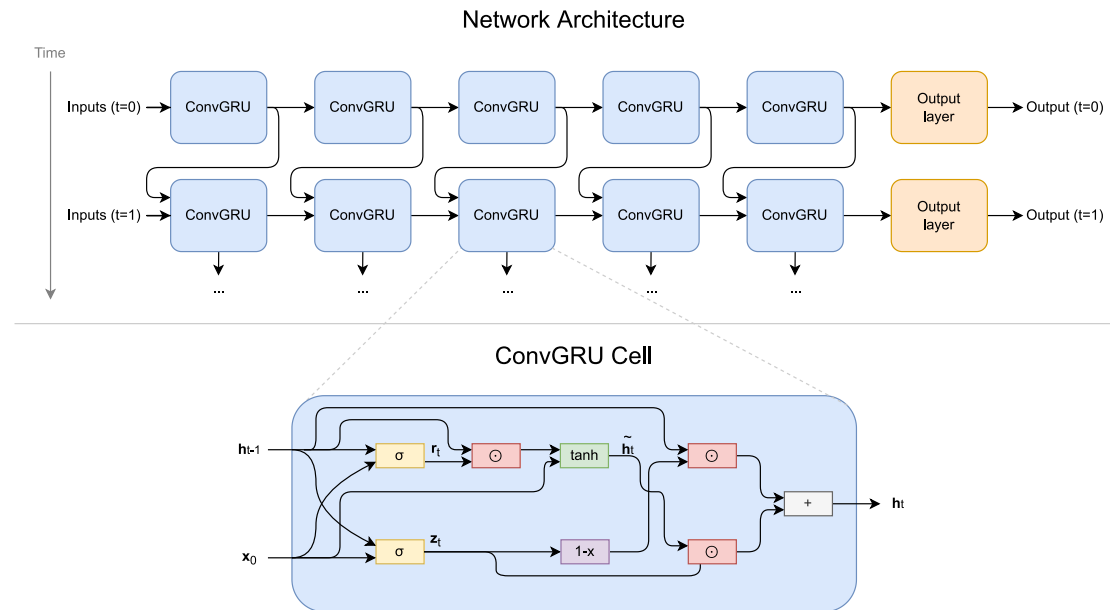 Network Architecture
Time
Inputs (t=0)
ConvGRU
ConvGRU
ConvGRU
ConvGRU
ConvGRU
Output
layer
Output (t=0)
Inputs (t=1)
ConvGRU
ConvGRU
ConvGRU
ConvGRU
ConvGRU
Output
layer
Output (t=1)
...
...
...
...
...
ConvGRU Cell
ht-1
σ
rt
⊙
tanh
h̃t
⊙
+
ht
x0
σ
zt
1-x
⊙